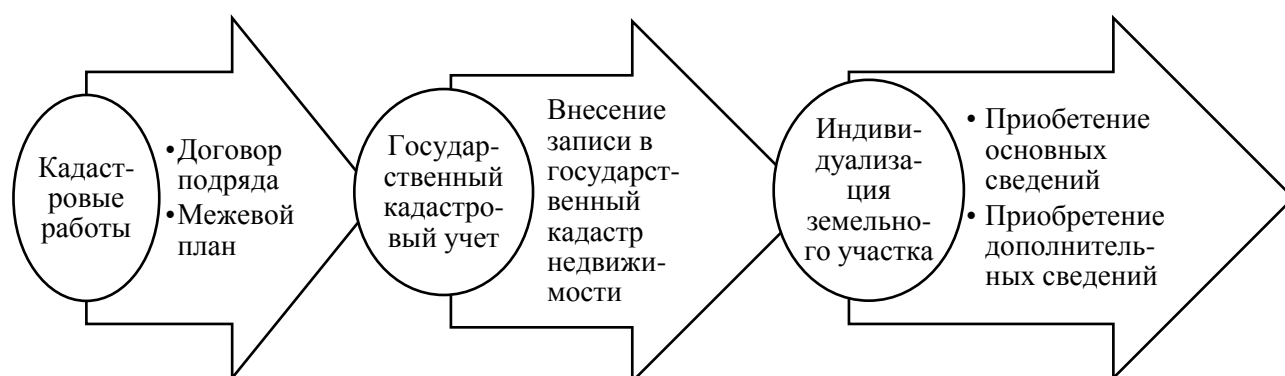 Кадаст-
ровые
работы
•Договор
подряда
•Межевой
план
Государ-
ственный
кадастро-
вый учет
Внесение
записи в
государст-
венный
кадастр
недвижи-
мости
Индиви-
дуализа-
ция
земельно-
го участка
• Приобетение
основных
сведений
• Приобретение
дополнитель-
ных сведений